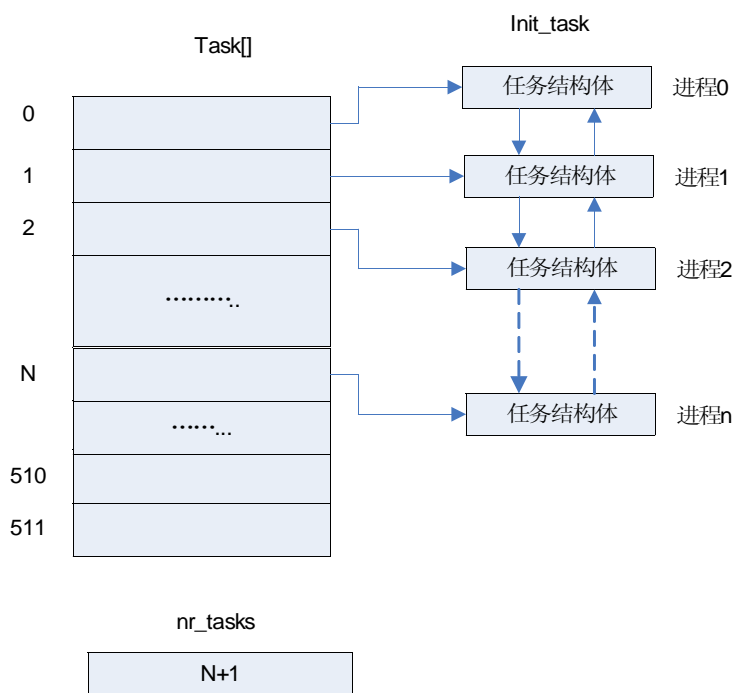 Init_task
Task[]
任务结构体 进程0
0
1 任务结构体 进程1
2
任务结构体 进程2
………..
N
任务结构体 进程n
……...
510
511
nr_tasks
N+1